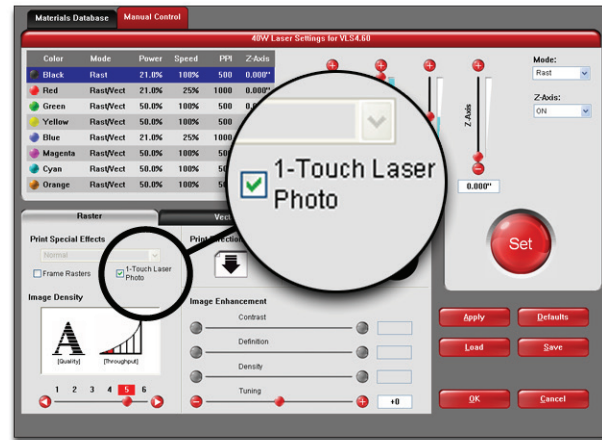 Materials Database Manual Control
40W Laser Settings for VLS4.60
Color Mode Power Speed PPI Z-Axis
Black Rast 21.0% 100% 500 0.000"
Red Rast/Vect 21.0% 25% 1000 0.000"
Green Rast/Vect 50.0% 100% 500
Yellow Rast/Vect 50.0% 100% 500
Blue Rast/Vect 21.0% 25% 1000
Magenta Rast/Vect 50.0% 100%
Cyan Rast/Vect 50.0% 100%
Orange Rast/Vect 50.0% 100%
Z-Axis
0.000"
Mode:
Rast
Z-Axis:
ON
Set
1-Touch Laser
Photo
Raster
Print Special Effects
Normal
Frame Rasters
1-Touch Laser
Photo
Image Density
A
[Quality] [Throughput]
1 2 3 4 5 6
Image Enhancement
Contrast
Definition
Density
Tuning
+0
Apply Defaults
Load Save
OK Cancel